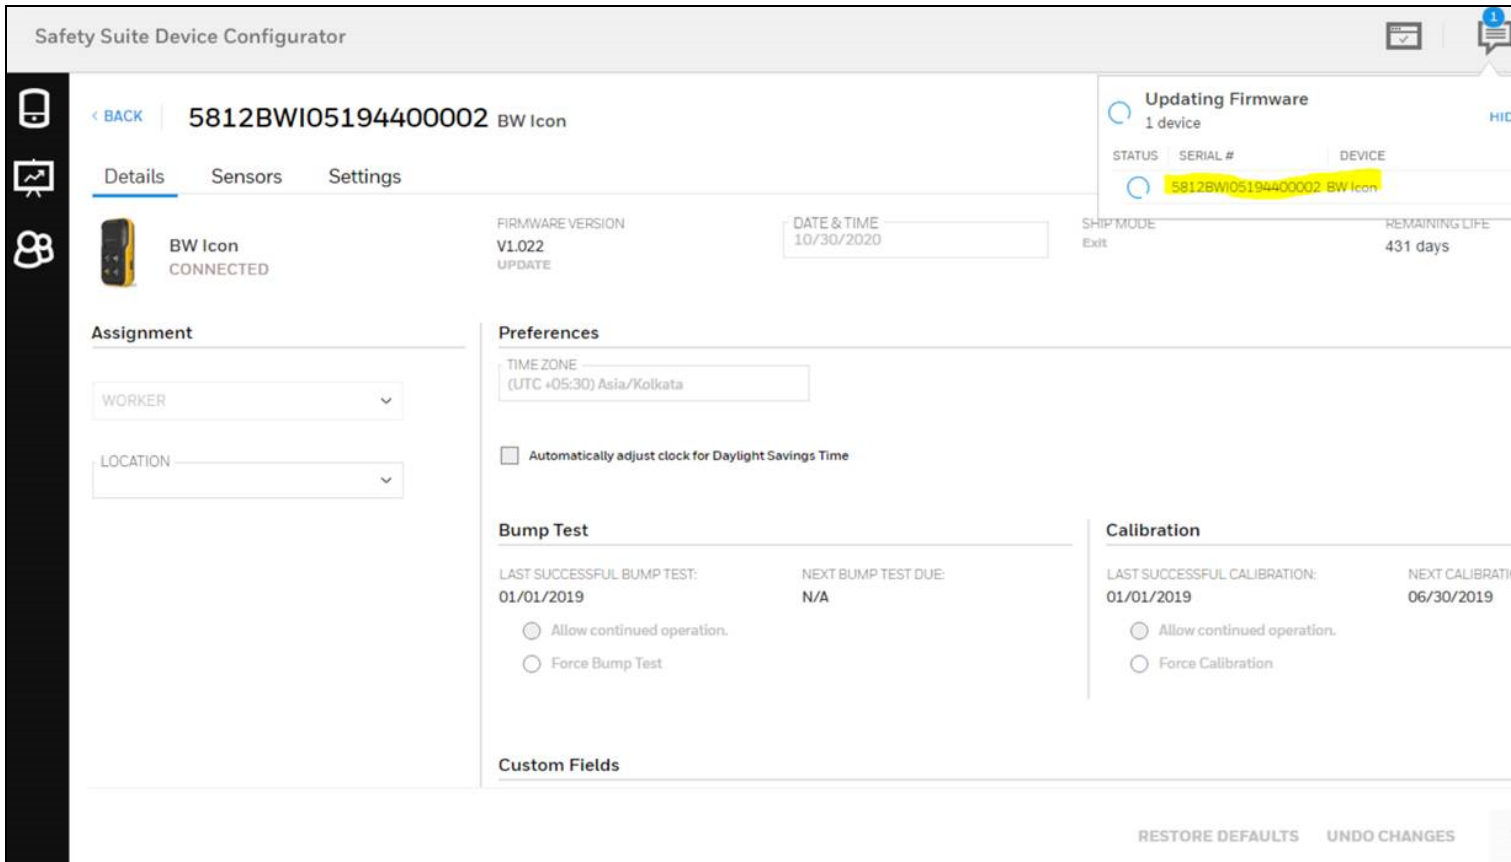 Safety Suite Device Configurator
1
< BACK
5812BWI05194400002 BW Icon
Updating Firmware
1 device
HID
STATUS SERIAL # DEVICE
5812BWI05194400002 BW Icon
Details Sensors Settings
BW Icon
CONNECTED
FIRMWARE VERSION
V1.022
UPDATE
DATE & TIME
10/30/2020
SHIP MODE
Exit
REMAINING LIFE
431 days
Assignment
WORKER
LOCATION
Preferences
TIME ZONE
(UTC +05:30) Asia/Kolkata
Automatically adjust clock for Daylight Savings Time
Bump Test
LAST SUCCESSFUL BUMP TEST: NEXT BUMP TEST DUE:
01/01/2019 N/A
Allow continued operation.
Force Bump Test
Calibration
LAST SUCCESSFUL CALIBRATION: NEXT CALIBRATI
01/01/2019 06/30/2019
Allow continued operation.
Force Calibration
Custom Fields
RESTORE DEFAULTS UNDO CHANGES